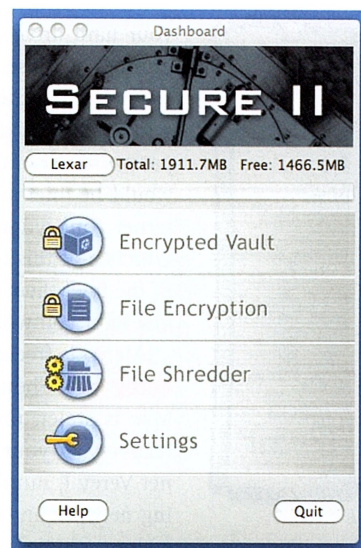 Dashboard
SECURE II
Lexar Total: 1911.7MB Free: 1466.5MB
Encrypted Vault
File Encryption
File Shredder
Settings
Help Quit